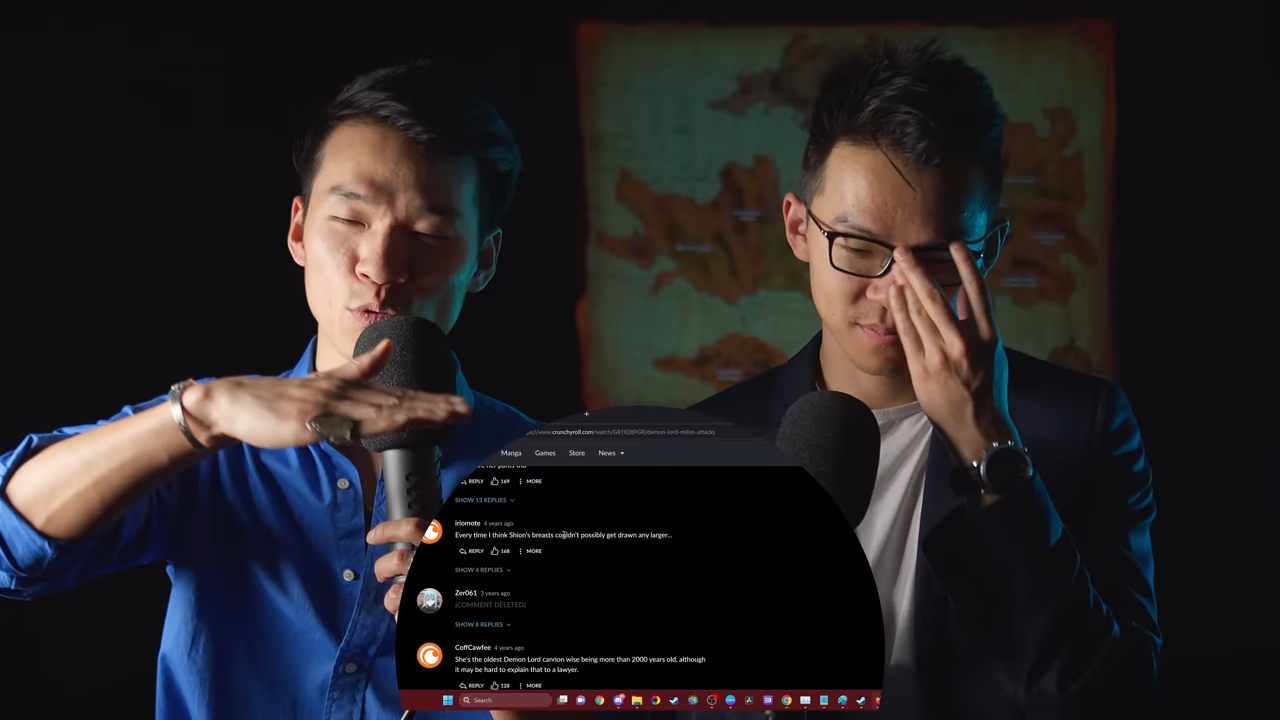 www.crunchyroll.com/watch/GR1XZ8PGR/demon-lord-milim-attacks
Manga Games Store News
REPLY 169 MORE
SHOW 13 REPLIES
iriomote 4 years ago
Every time I think Shion's breasts couldn't possibly get drawn any larger...
REPLY 168 MORE
SHOW 4 REPLIES
Zer061 3 years ago
[COMMENT DELETED]
SHOW 8 REPLIES
CoffCawfee 4 years ago
She's the oldest Demon Lord cannon wise being more than 2000 years old, although
it may be hard to explain that to a lawyer.
REPLY 128 MORE
Search